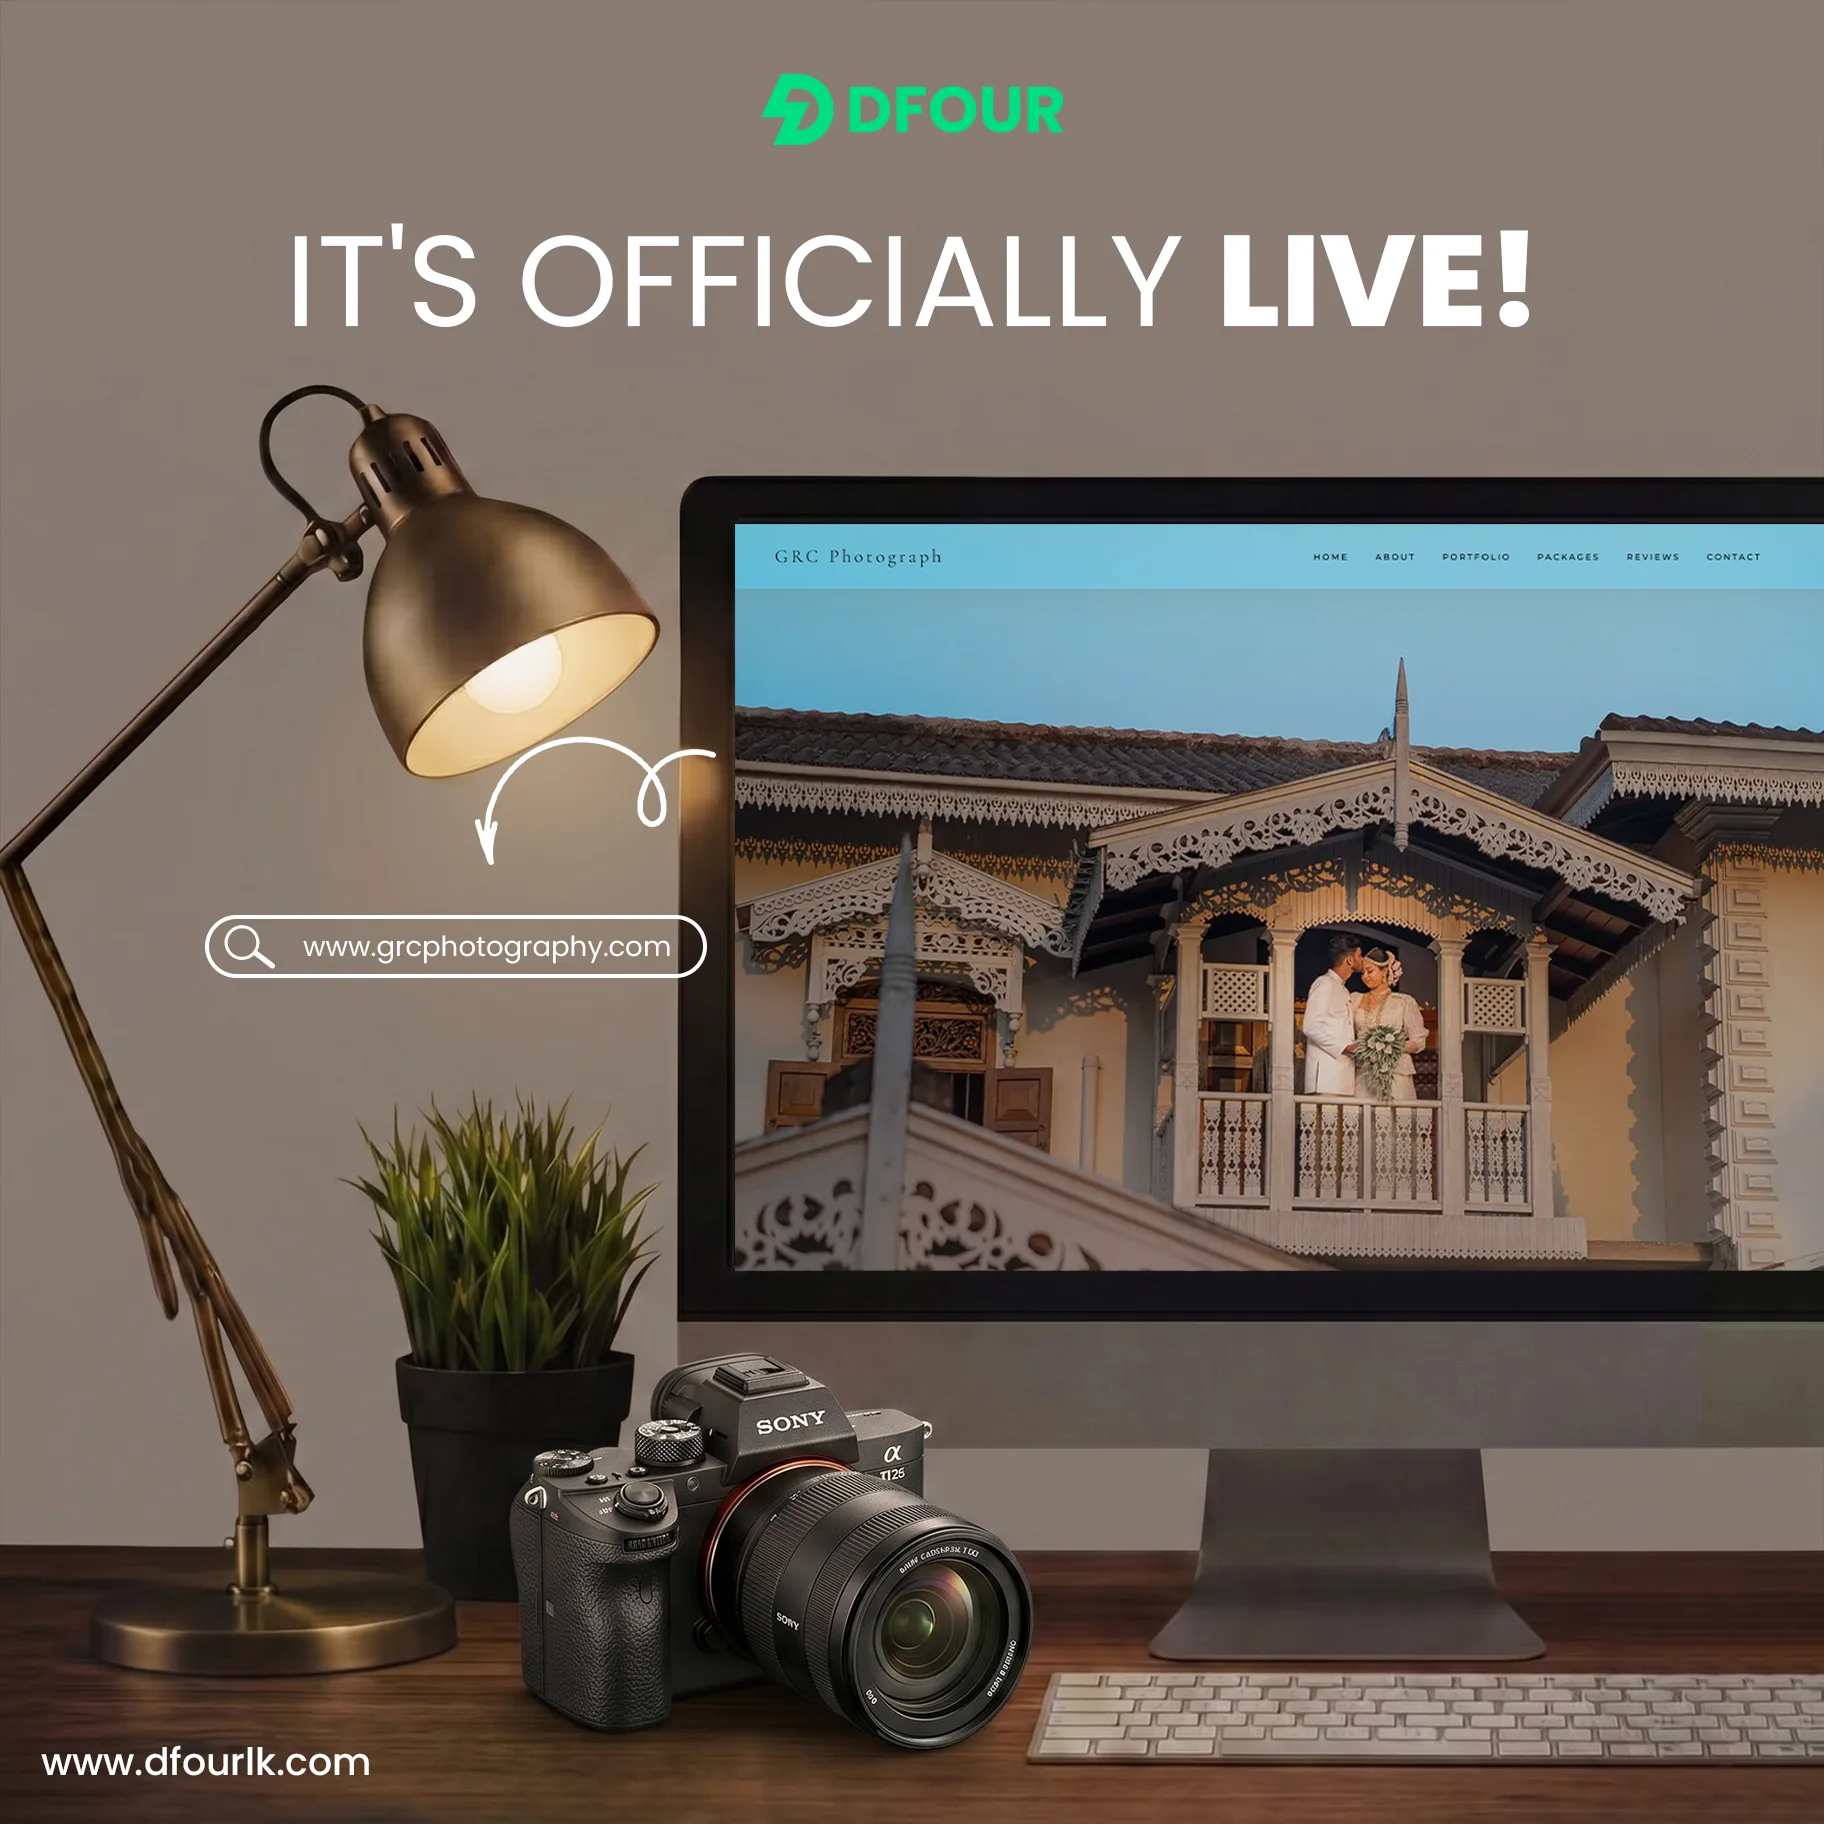 DFOUR
IT'S OFFICIALLY LIVE!
GRC Photograph
HOME ABOUT PORTFOLIO PACKAGES REVIEWS CONTACT
www.grcphotography.com
SONY
α
SONY
www.dfourlk.com